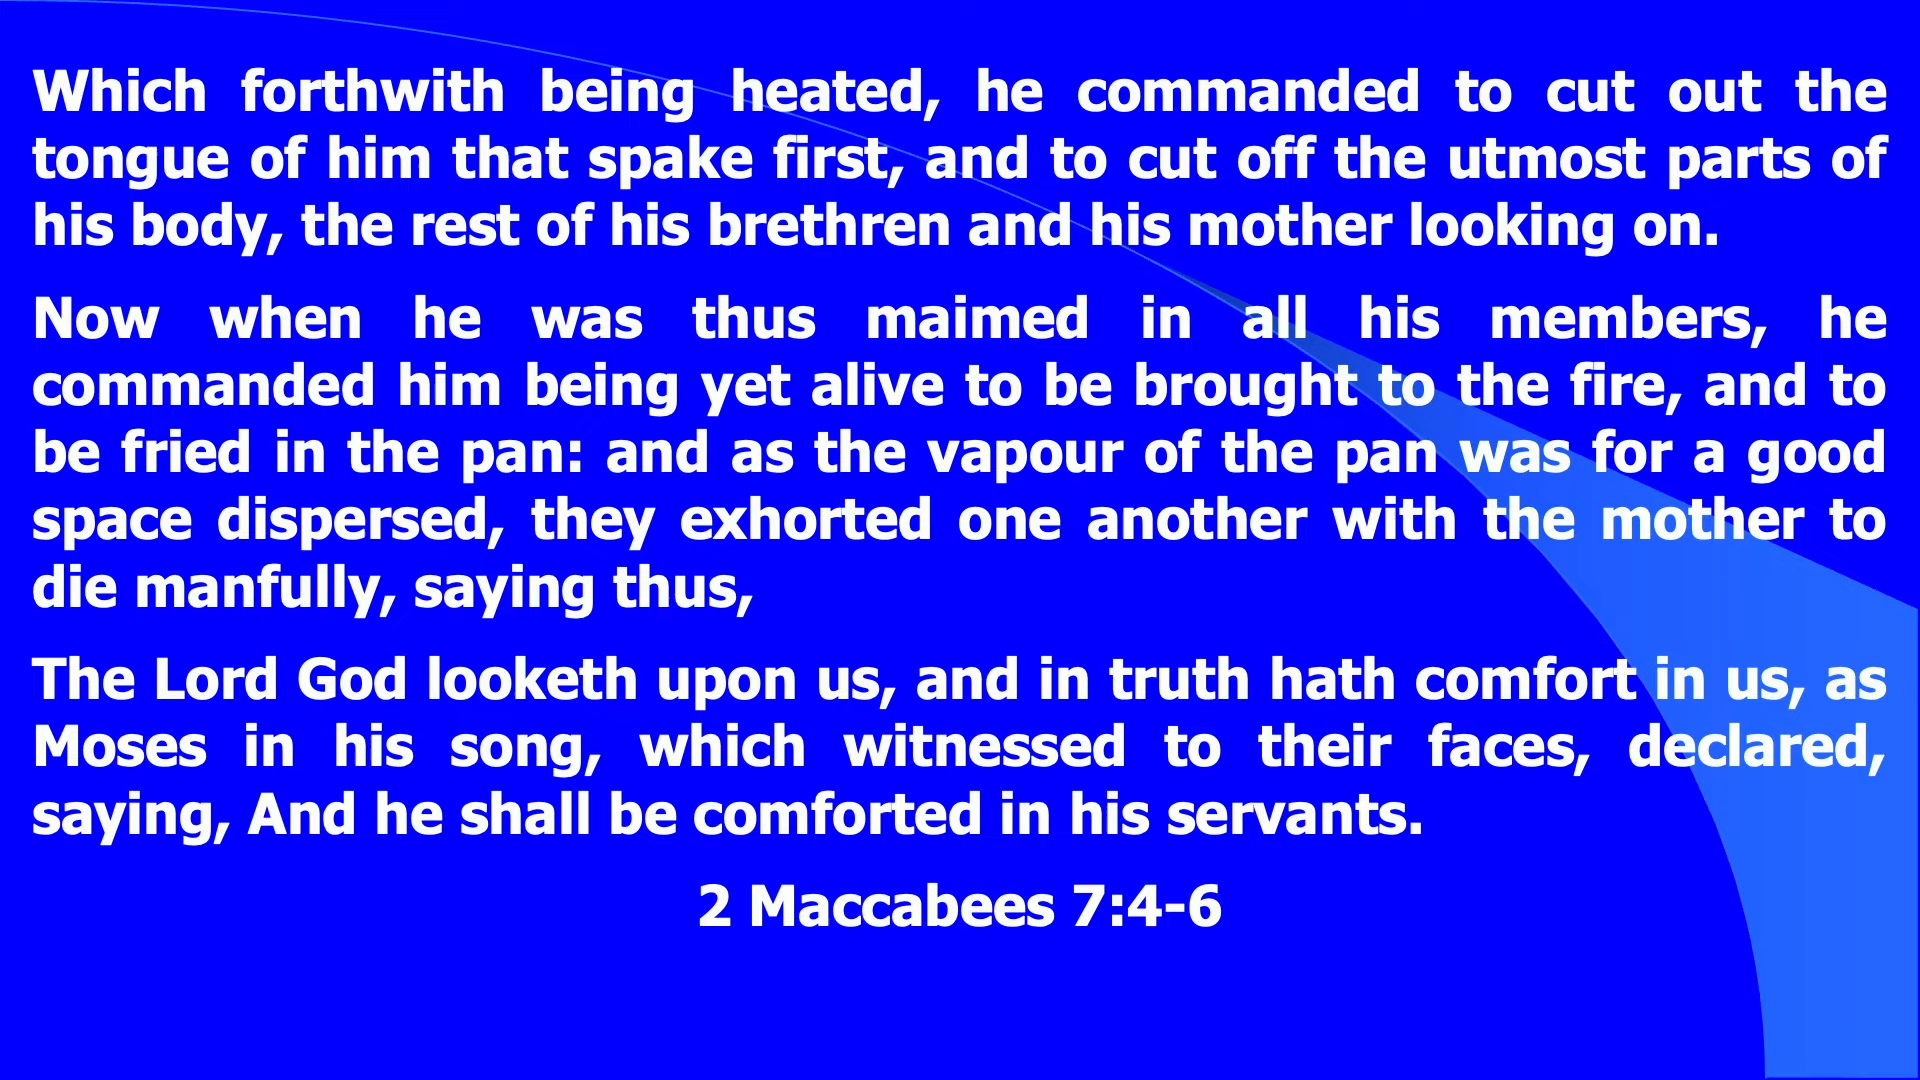 Which forthwith being heated, he commanded to cut out the
tongue of him that spake first, and to cut off the utmost parts of
his body, the rest of his brethren and his mother looking on.
Now when he was thus maimed in all his members, he
commanded him being yet alive to be brought to the fire, and to
be fried in the pan: and as the vapour of the pan was for a good
space dispersed, they exhorted one another with the mother to
die manfully, saying thus,
The Lord God looketh upon us, and in truth hath comfort in us, as
Moses in his song, which witnessed to their faces, declared,
saying, And he shall be comforted in his servants.
2 Maccabees 7:4-6